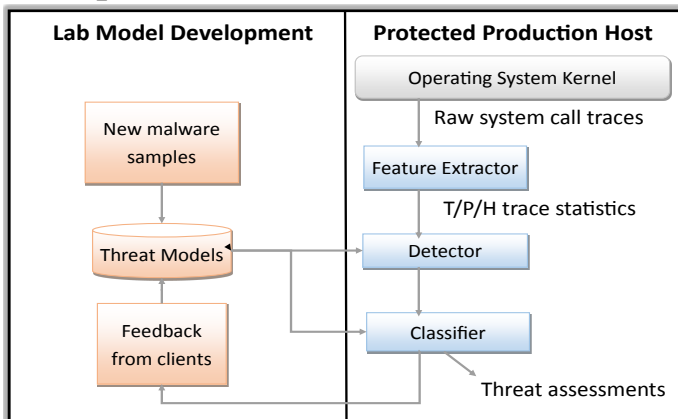 Lab Model Development
Protected Production Host
Operating System Kernel
Raw system call traces
New malware
samples
Feature Extractor
T/P/H trace statistics
Threat Models
Detector
Feedback
from clients
Classifier
Threat assessments